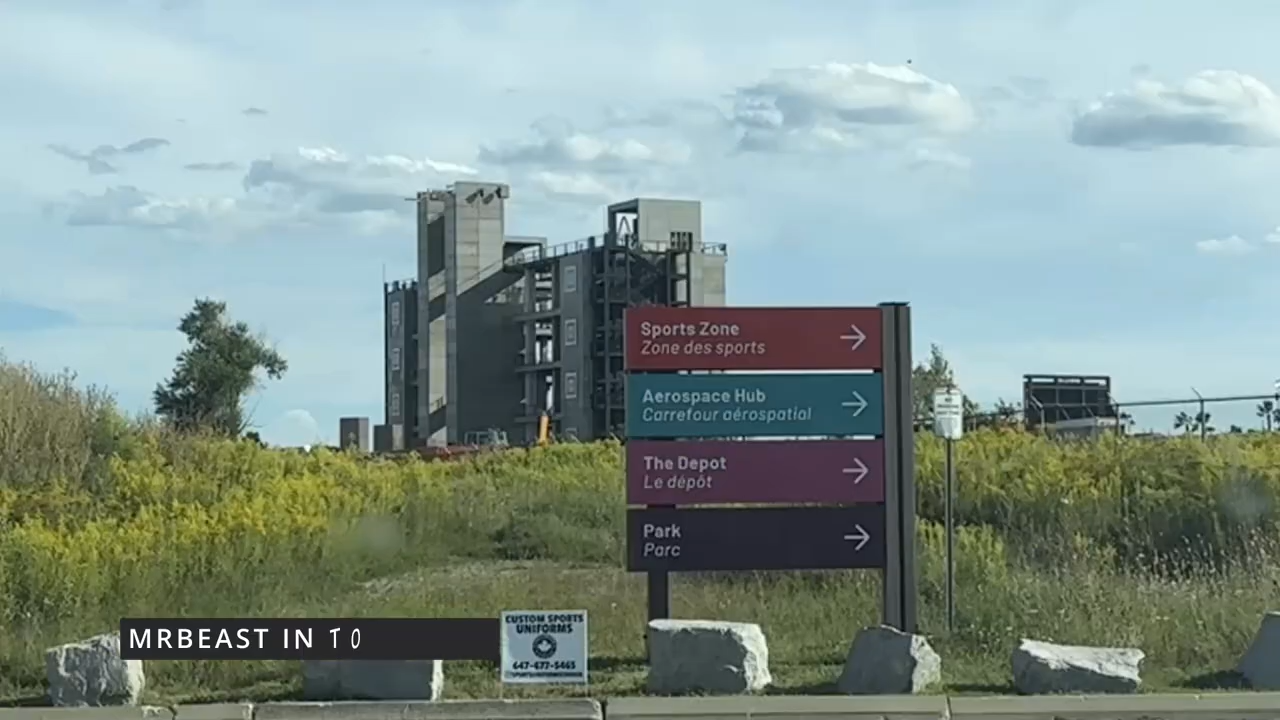 Sports Zone
Zone des sports
Aerospace Hub
Carrefour aérospatial
The Depot
Le dépôt
Park
Parc
CUSTOM SPORTS
UNIFORMS
647-677-5465
MRBEAST IN TO